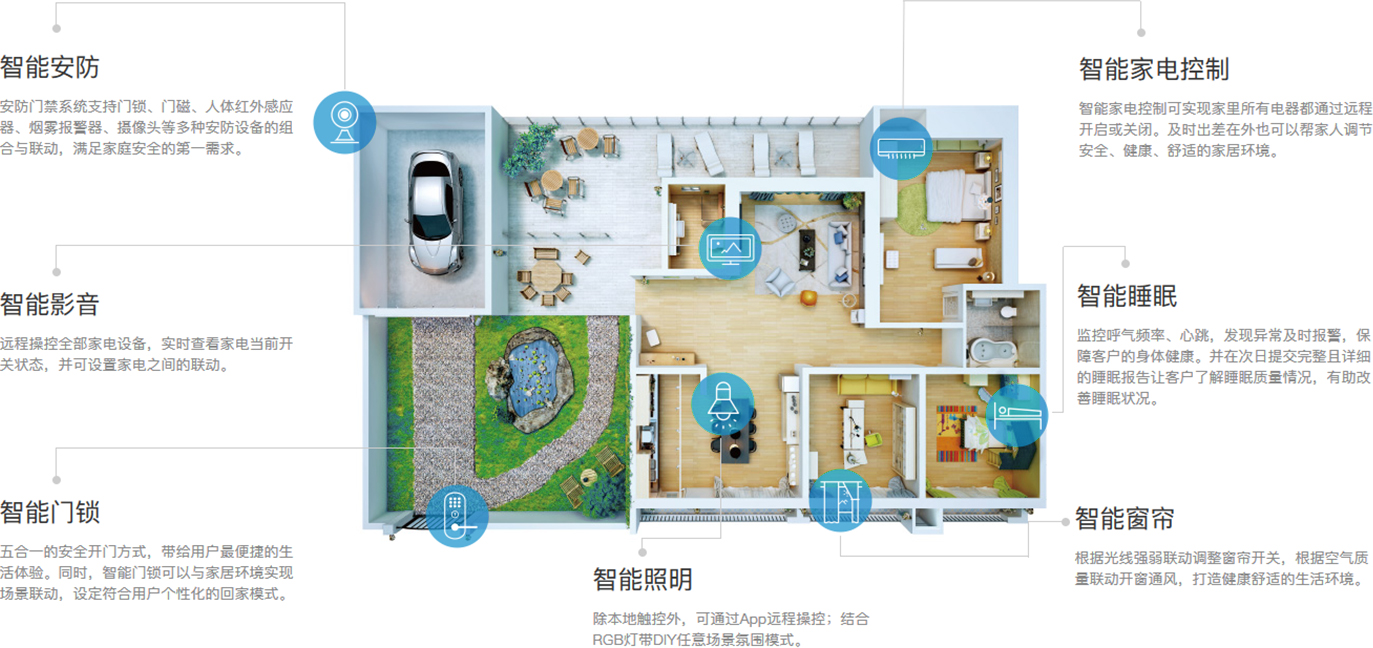 智能安防
安防门禁系统支持门锁、门磁、人体红外感应
器、烟雾报警器、摄像头等多种安防设备的组
合与联动，满足家庭安全的第一需求。
智能影音
远程操控全部家电设备，实时查看家电当前开
关状态，并可设置家电之间的联动。
智能门锁
五合一的安全开门方式，带给用户最便捷的生
活体验。同时，智能门锁可以与家居环境实现
场景联动，设定符合用户个性化的回家模式。
智能照明
除本地触控外，可通过App远程操控；结合
RGB灯带DIY任意场景氛围模式。
智能家电控制
智能家电控制可实现家里所有电器都通过远程
开启或关闭。及时出差在外也可以帮家人调节
安全、健康、舒适的家居环境。
智能睡眠
监控呼气频率、心跳，发现异常及时报警，保
障客户的身体健康。并在次日提交完整且详细
的睡眠报告让客户了解睡眠质量情况，有助改
善睡眠状况。
智能窗帘
根据光线强弱联动调整窗帘开关，根据空气质
量联动开窗通风，打造健康舒适的生活环境。